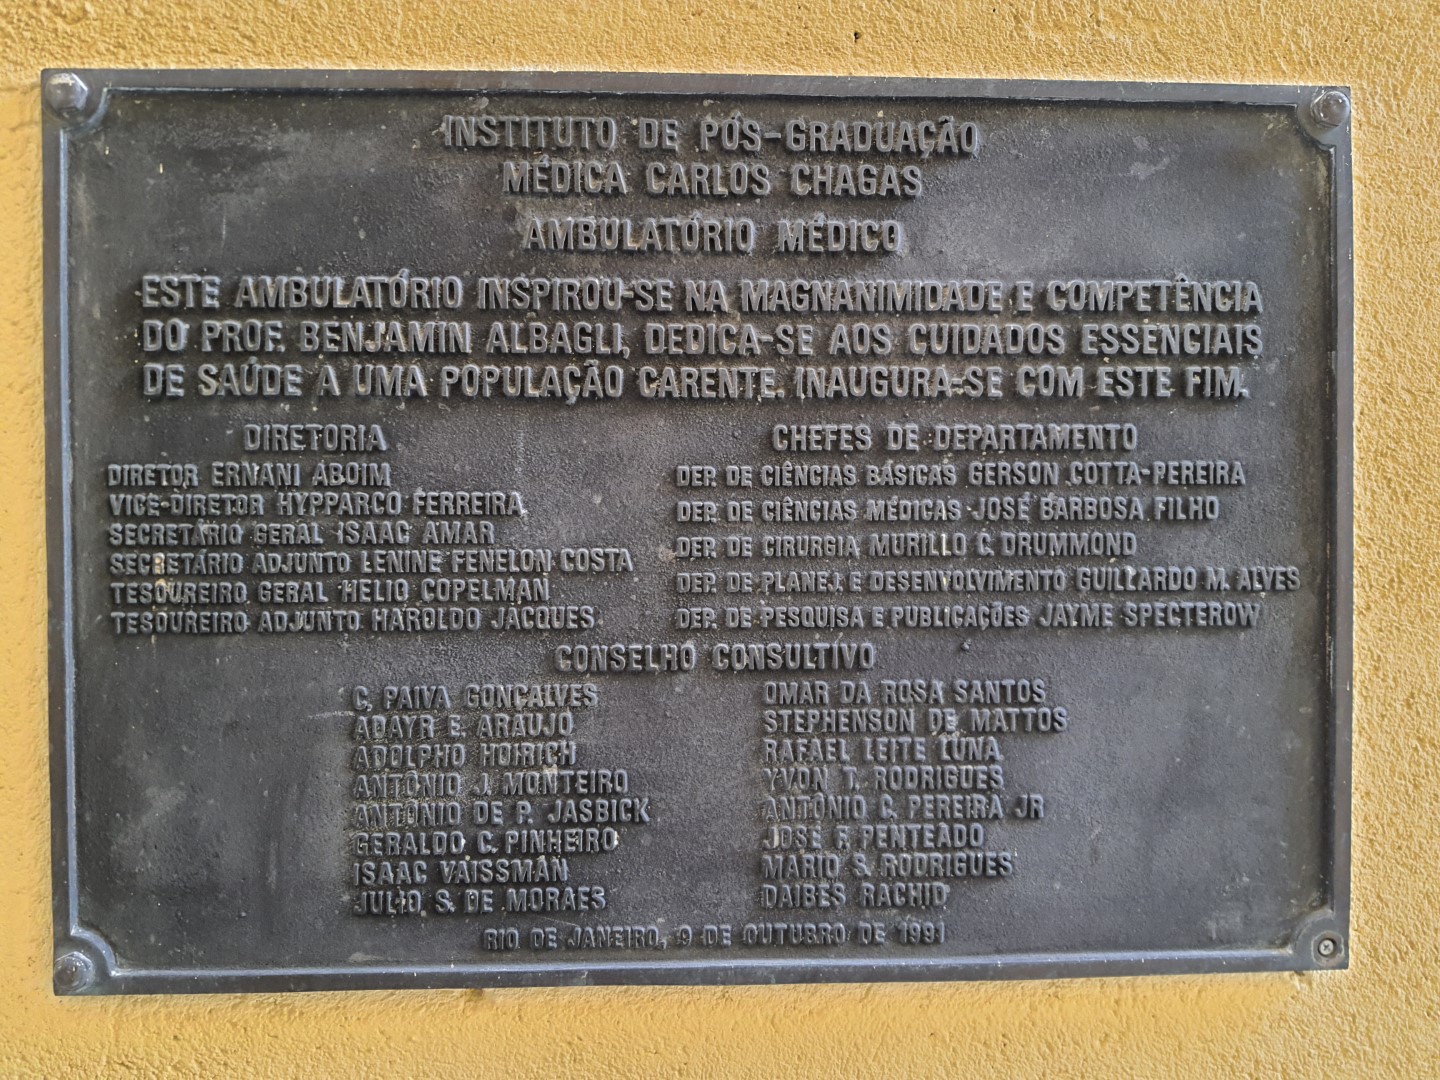 INSTITUTO DE PÓS-GRADUAÇÃO
MÉDICA CARLOS CHAGAS
AMBULATÓRIO MÉDICO
ESTE AMBULATÓRIO INSPIROU-SE NA MAGNANIMIDADE E COMPETÊNCIA
DO PROF. BENJAMIN ALBAGLI, DEDICA-SE AOS CUIDADOS ESSENCIAIS
DE SAÚDE A UMA POPULAÇÃO CARENTE. INAUGURA-SE COM ESTE FIM.
DIRETORIA
DIRETOR ERNANI ABOIM
VICE-DIRETOR HYPPARCO FERREIRA
SECRETÁRIO GERAL ISAAC AMAR
SECRETÁRIO ADJUNTO LENINE FENELON COSTA
TESOUREIRO GERAL HELIO COPELMAN
TESOUREIRO ADJUNTO HAROLDO JACQUES
CHEFES DE DEPARTAMENTO
DEP. DE CIÊNCIAS BÁSICAS GERSON COTTA-PEREIRA
DEP. DE CIÊNCIAS MÉDICAS JOSÉ BARBOSA FILHO
DEP. DE CIRURGIA MURILLO C. DRUMMOND
DEP. DE PLANEJ. E DESENVOLVIMENTO GUILLARDO M. ALVES
DEP. DE PESQUISA E PUBLICAÇÕES JAYME SPECTEROW
CONSELHO CONSULTIVO
C. PAIVA GONÇALVES
ADAYR E. ARAUJO
ADOLPHO HOIRICH
ANTÔNIO J. MONTEIRO
ANTONIO DE P. JASBICK
GERALDO C. PINHEIRO
ISAAC VAISSMAN
JULIO S. DE MORAES
OMAR DA ROSA SANTOS
STEPHENSON DE MATTOS
RAFAEL LEITE LUNA
YVON T. RODRIGUES
ANTÔNIO C. PEREIRA JR
JOSÉ F. PENTEADO
MARIO S. RODRIGUES
DAIBES RACHID
RIO DE JANEIRO, 9 DE OUTUBRO DE 1991